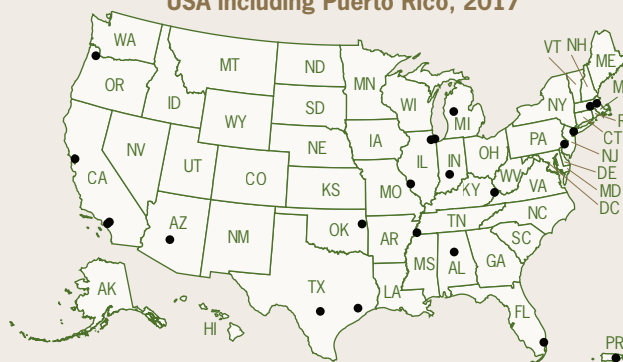 USA including Puerto Rico, 2017
WA
MT
ND
MN
VT
NH
ME
OR
ID
SD
WI
MI
NY
WY
IA
PA
NV
NE
IL
IN
OH
CT
NJ
UT
CO
DE
CA
KS
MO
KY
WV
VA
MD
DC
AZ
NM
OK
AR
TN
NC
SC
MS
AL
GA
AK
TX
LA
HI
FL
PR